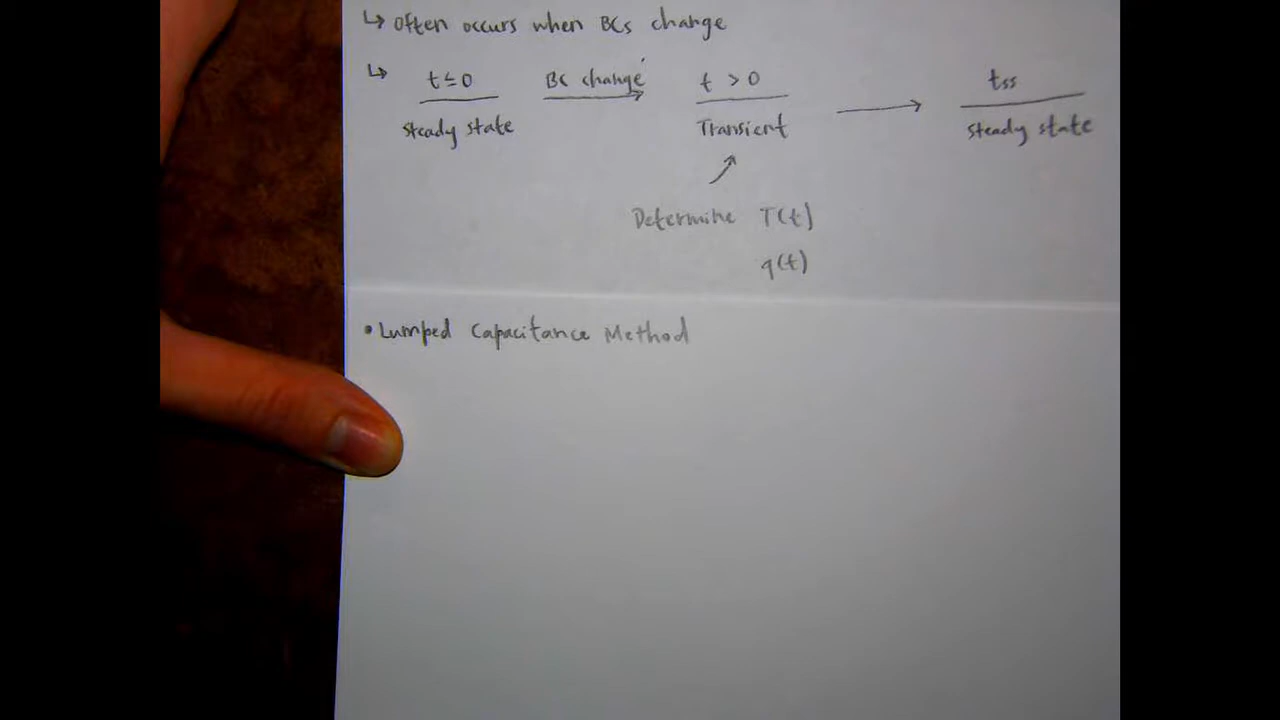 ↳ Often occurs when BCs change
↳ t≤0 BC change t > 0 tss
steady state Transient steady state
Determine T(t)
q(t)
• Lumped Capacitance Method